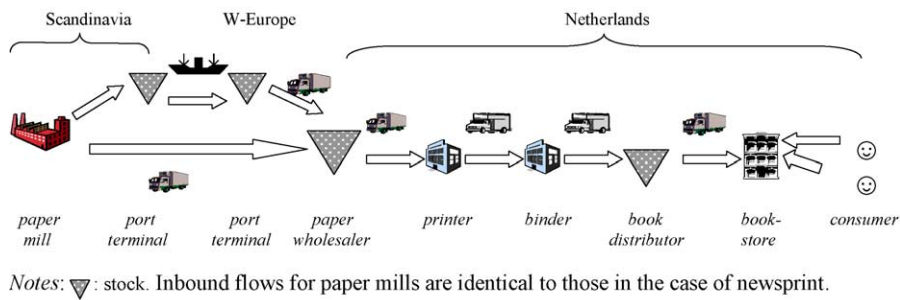 Scandinavia W-Europe Netherlands
paper mill
port terminal
port terminal
paper wholesaler
printer
binder
book distributor
book-store
consumer
Notes: : stock. Inbound flows for paper mills are identical to those in the case of newsprint.